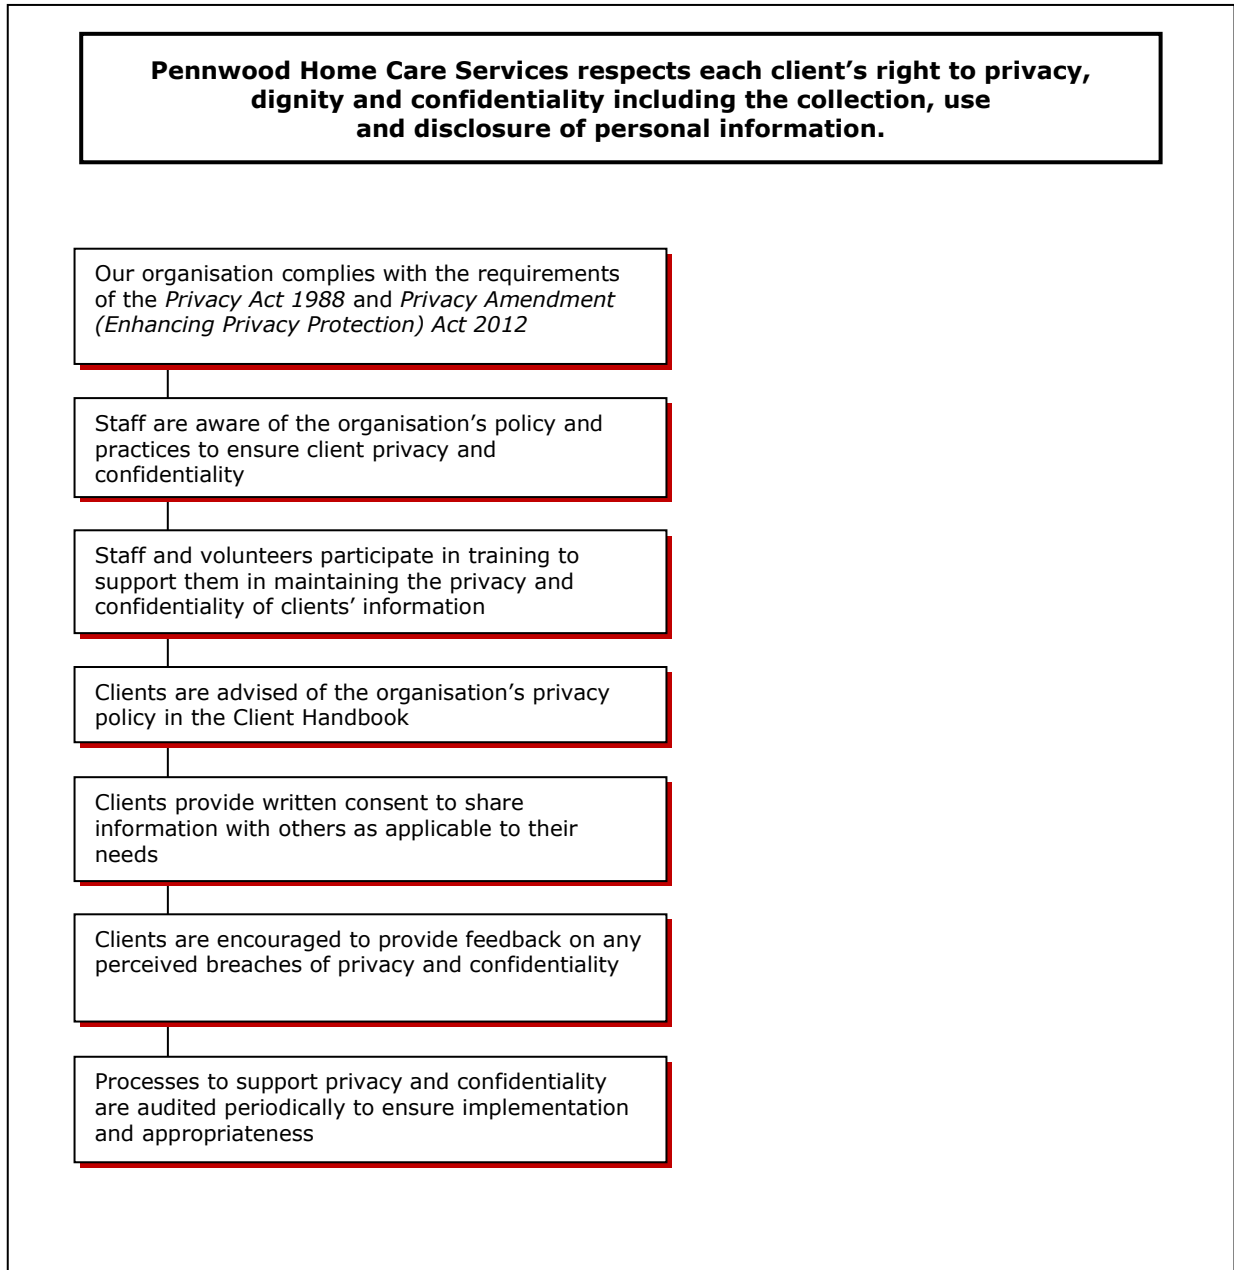 Pennwood Home Care Services respects each client’s right to privacy,
dignity and confidentiality including the collection, use
and disclosure of personal information.
Our organisation complies with the requirements
of the Privacy Act 1988 and Privacy Amendment
(Enhancing Privacy Protection) Act 2012
Staff are aware of the organisation’s policy and
practices to ensure client privacy and
confidentiality
Staff and volunteers participate in training to
support them in maintaining the privacy and
confidentiality of clients’ information
Clients are advised of the organisation’s privacy
policy in the Client Handbook
Clients provide written consent to share
information with others as applicable to their
needs
Clients are encouraged to provide feedback on any
perceived breaches of privacy and confidentiality
Processes to support privacy and confidentiality
are audited periodically to ensure implementation
and appropriateness